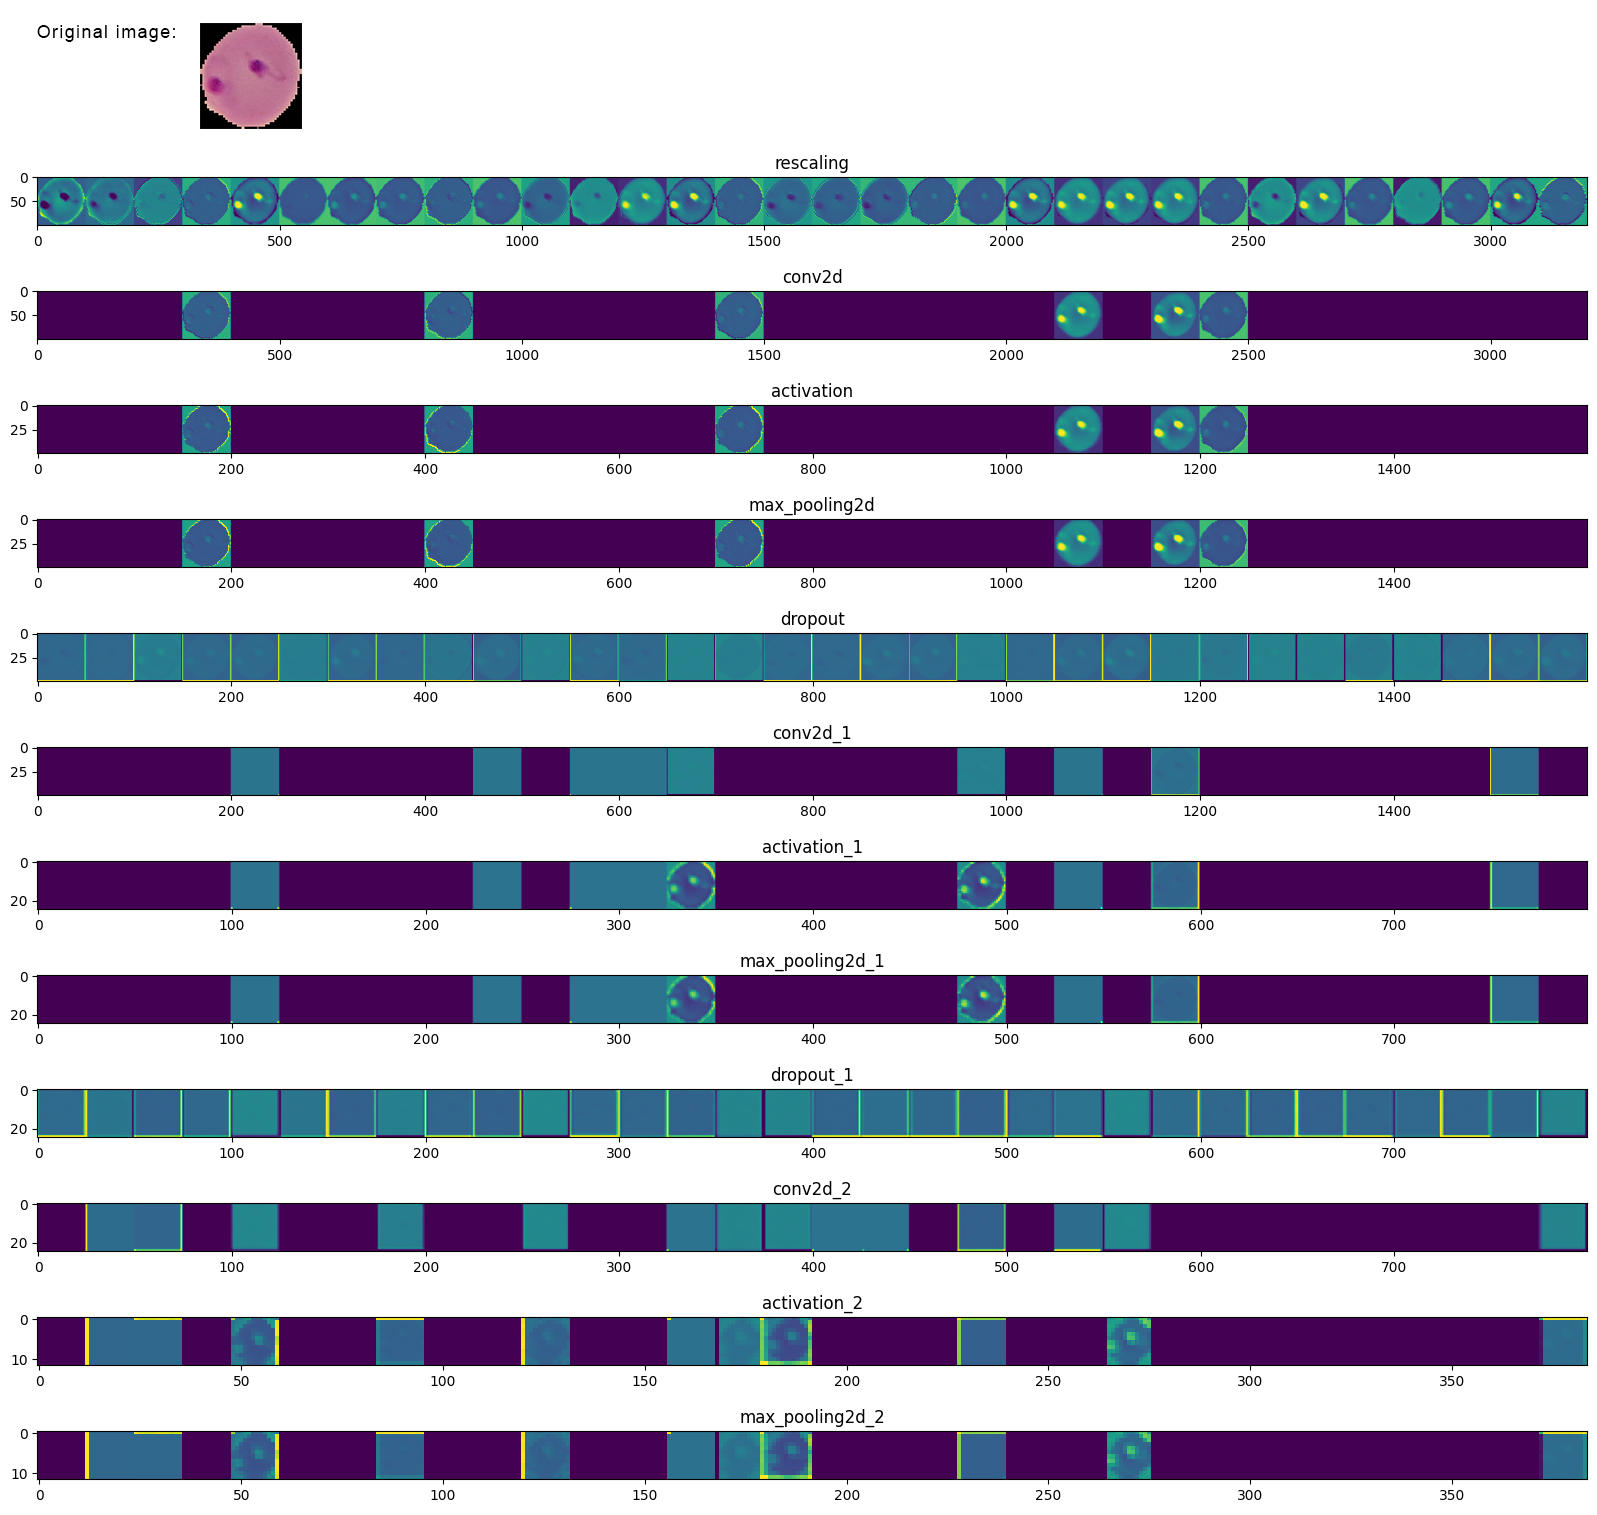 Original image:
rescaling
0
50
0 500 1000 1500 2000 2500 3000
conv2d
0
50
0 500 1000 1500 2000 2500 3000
activation
0
25
0 200 400 600 800 1000 1200 1400
max_pooling2d
0
25
0 200 400 600 800 1000 1200 1400
dropout
0
25
0 200 400 600 800 1000 1200 1400
conv2d_1
0
25
0 200 400 600 800 1000 1200 1400
activation_1
0
20
0 100 200 300 400 500 600 700
max_pooling2d_1
0
20
0 100 200 300 400 500 600 700
dropout_1
0
20
0 100 200 300 400 500 600 700
conv2d_2
0
20
0 100 200 300 400 500 600 700
activation_2
0
10
0 50 100 150 200 250 300 350
max_pooling2d_2
0
10
0 50 100 150 200 250 300 350